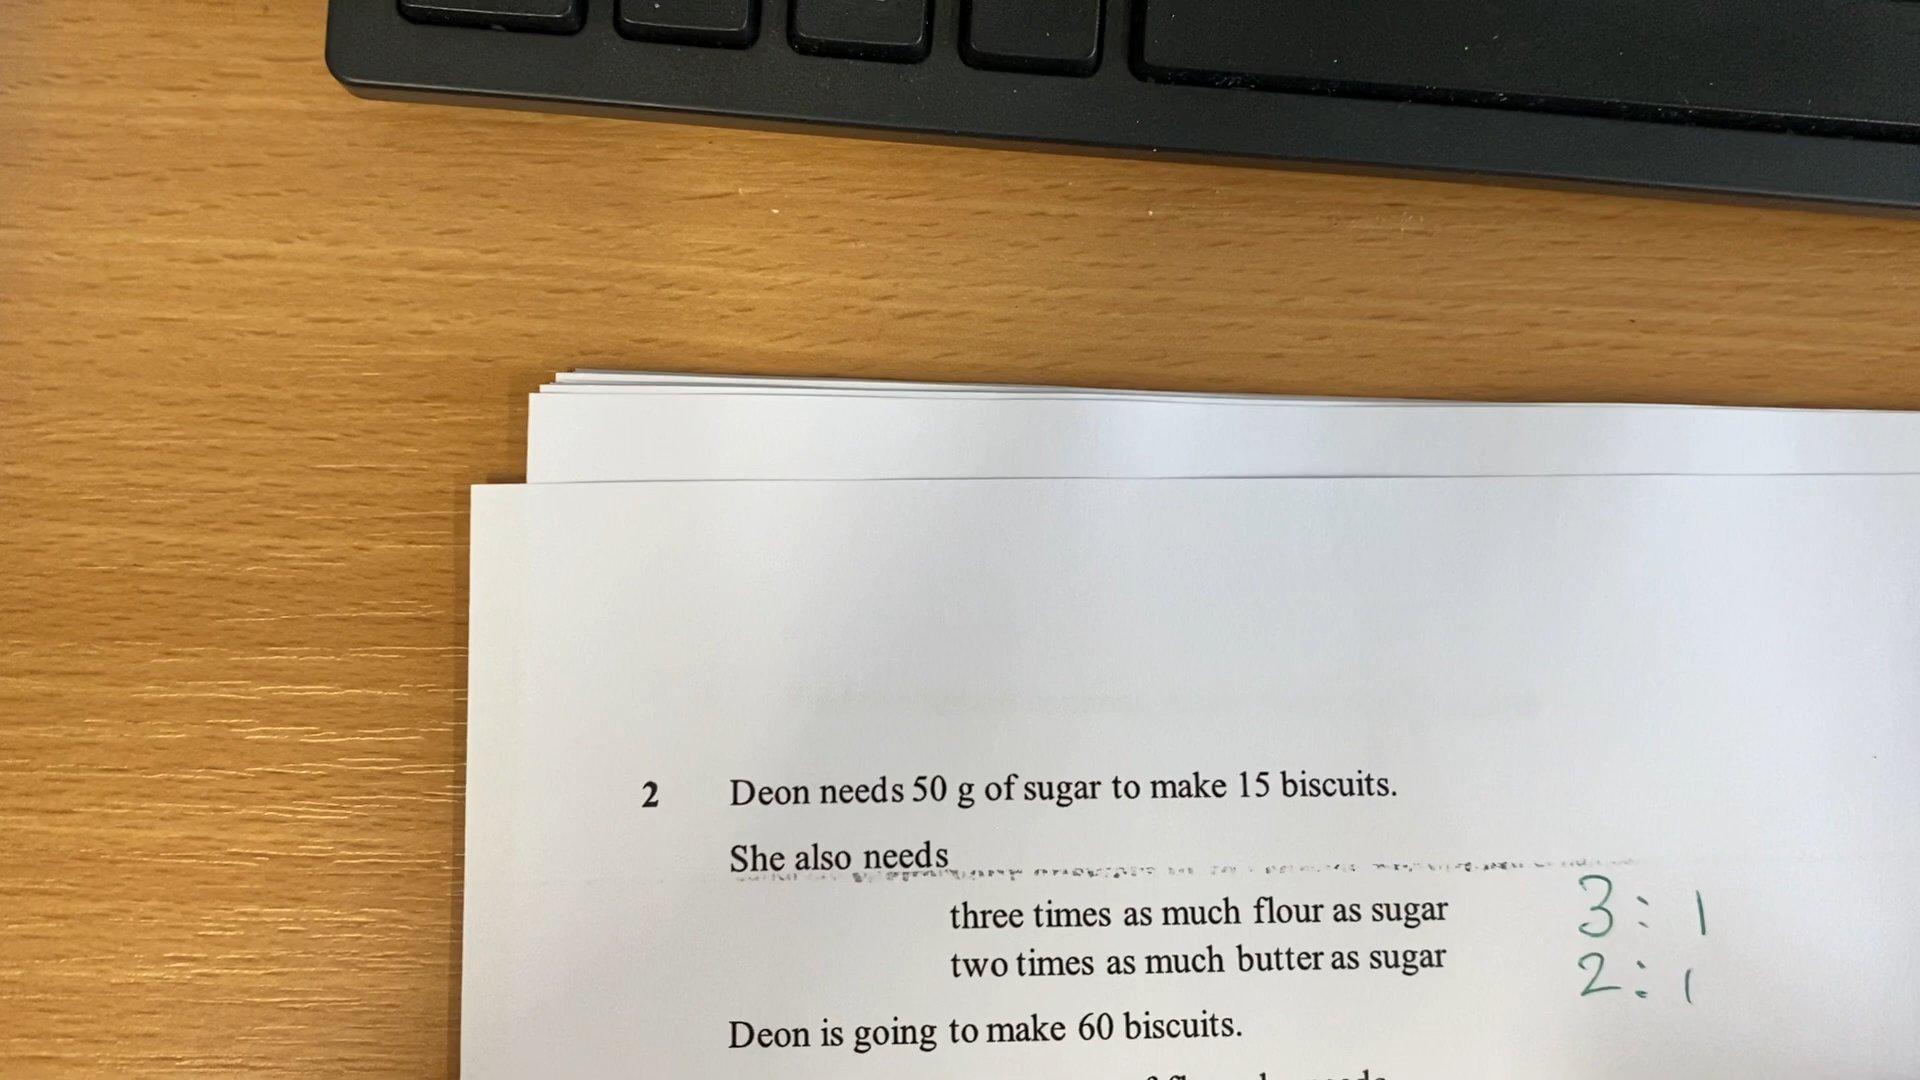 2 Deon needs 50 g of sugar to make 15 biscuits.
She also needs
three times as much flour as sugar 3 : 1
two times as much butter as sugar 2 : 1
Deon is going to make 60 biscuits.